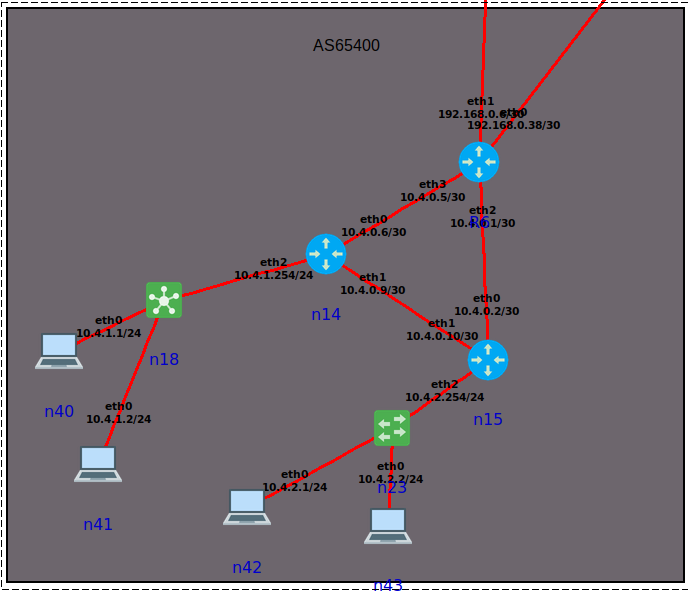 AS65400
eth1
192.168.0.6/30
eth0
192.168.0.38/30
eth3
10.4.0.5/30
eth2
10.4.0.1/30
eth0
10.4.0.6/30
eth2
10.4.1.254/24
eth1
10.4.0.9/30
n14
eth0
10.4.0.2/30
eth1
10.4.0.10/30
eth0
10.4.1.1/24
n18
n40
eth0
10.4.1.2/24
eth2
10.4.2.254/24
n15
n41
eth0
10.4.2.1/24
eth0
10.4.2.2/24
n23
n42
n43